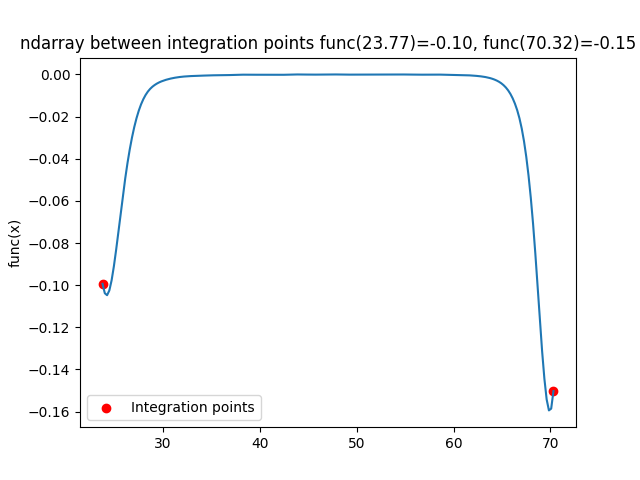 ndarray between integration points func(23.77)=-0.10, func(70.32)=-0.15
0.00
−0.02
−0.04
−0.06
−0.08
−0.10
−0.12
−0.14
−0.16
func(x)
Integration points
30 40 50 60 70